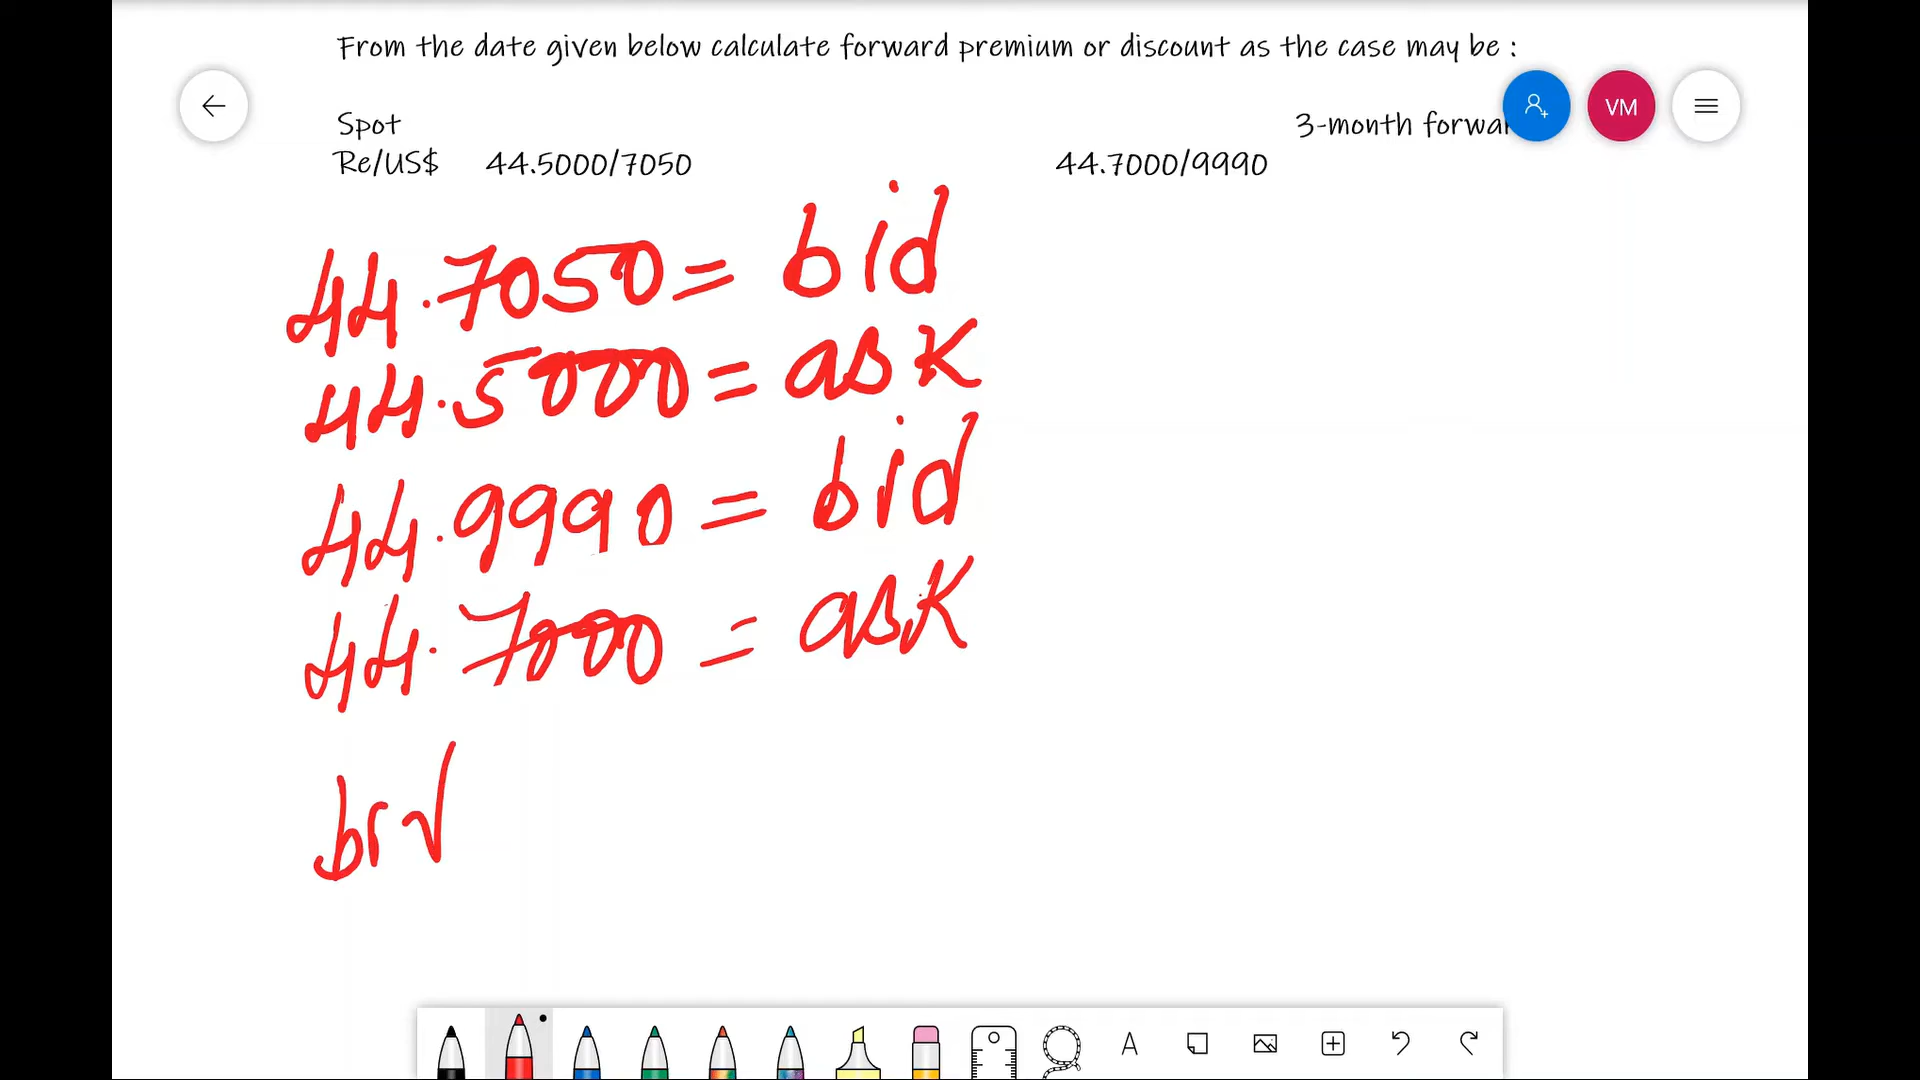 From the date given below calculate forward premium or discount as the case may be :
VM
Spot 3-month forwar
Re/US$ 44.5000/7050 44.7000/9990
44.7050 = bid
44.5000 = ask
44.9990 = bid
44.7000 = ask
bid
A